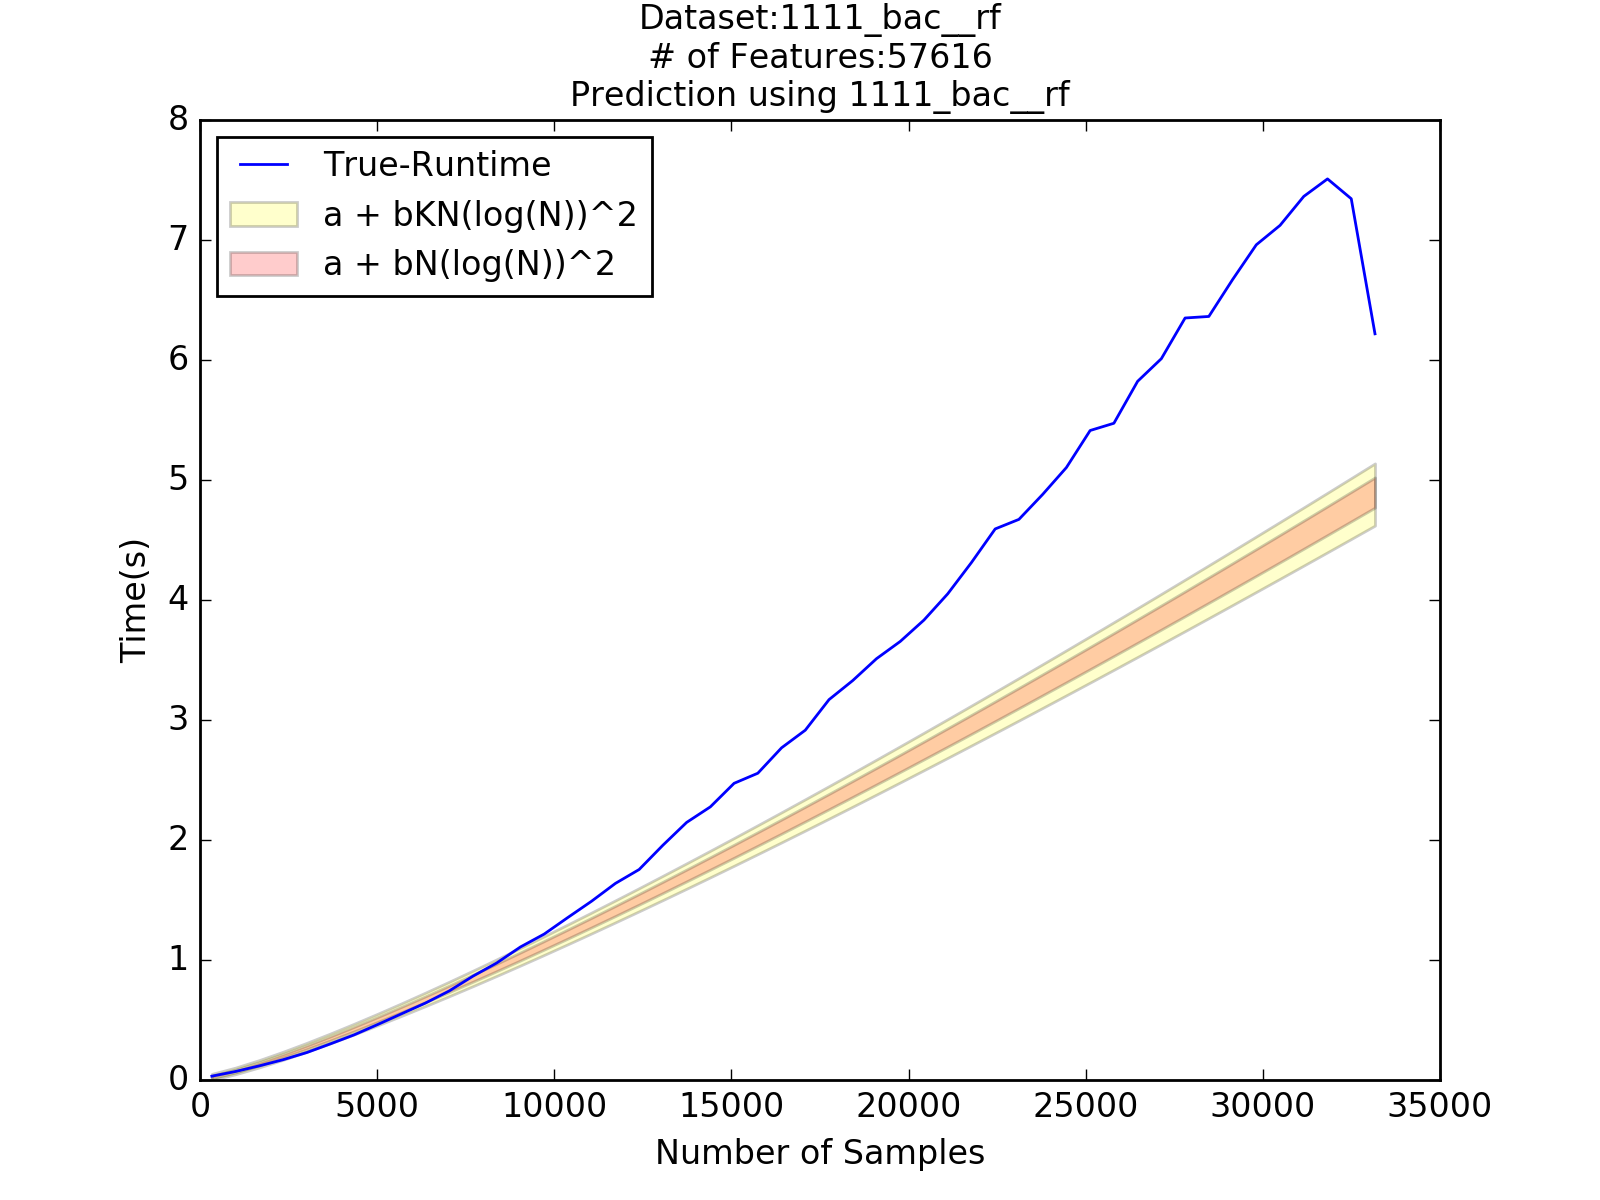 Dataset:1111_bac__rf
# of Features:57616
Prediction using 1111_bac__rf
True-Runtime
a + bKN(log(N))^2
a + bN(log(N))^2
8
7
6
5
4
3
2
1
0
Time(s)
0 5000 10000 15000 20000 25000 30000 35000
Number of Samples